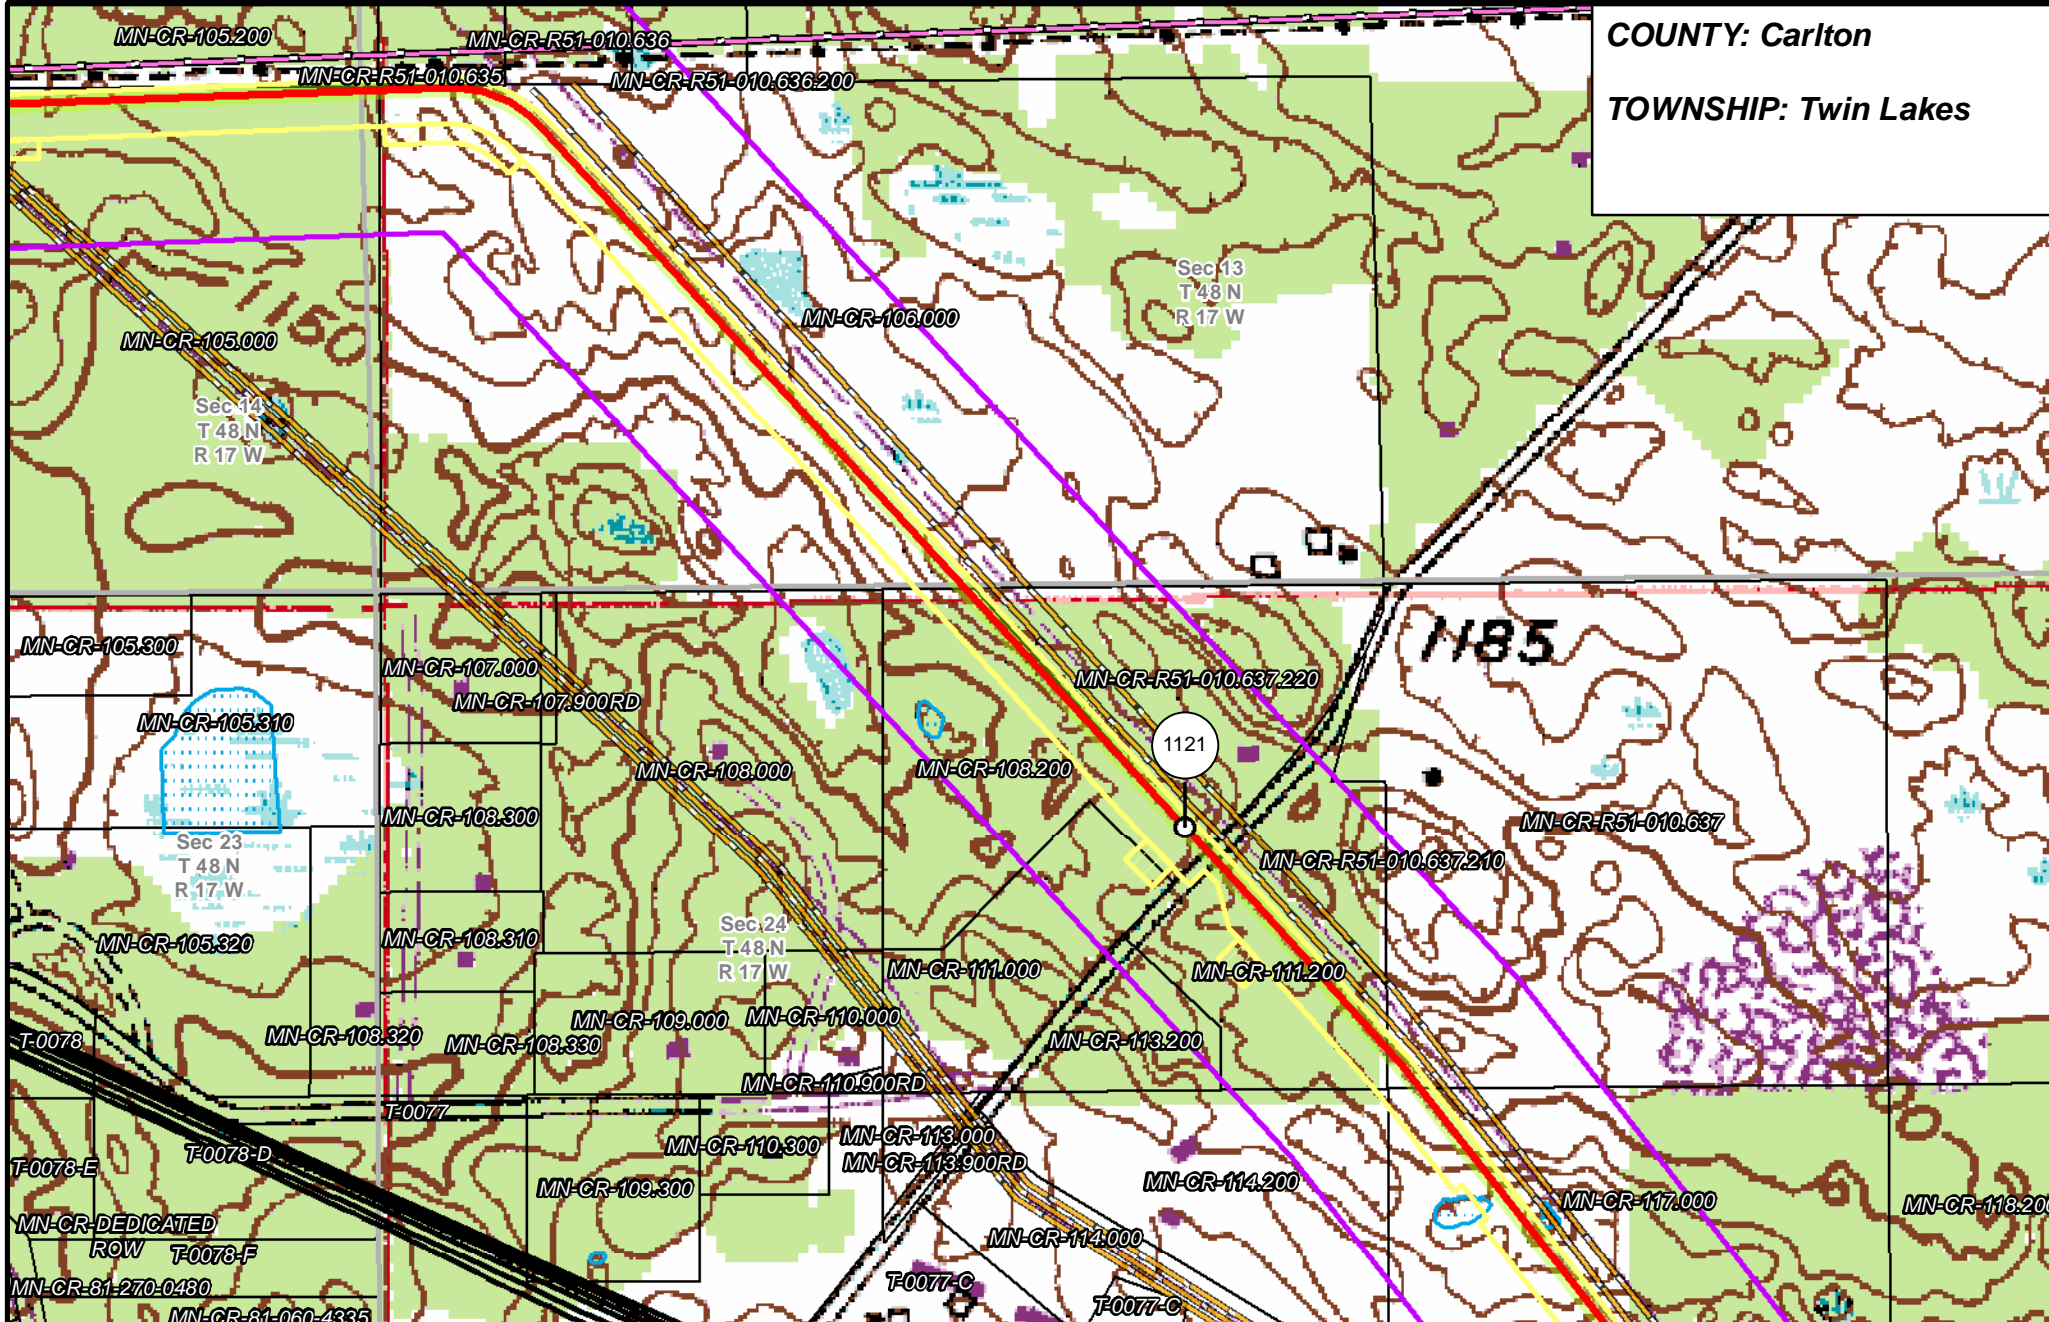 COUNTY: Carlton
TOWNSHIP: Twin Lakes
MN-CR-105.200
MN-CR-R51-010.636
MN-CR-R51-010.635
MN-CR-R51-010.636.200
Sec 13
T 48 N
R 17 W
1150
MN-CR-106.000
MN-CR-105.000
Sec 14
T 48 N
R 17 W
MN-CR-105.300
MN-CR-107.000
MN-CR-107.900RD
1185
MN-CR-R51-010.637.220
MN-CR-105.310
1121
MN-CR-108.000
MN-CR-108.200
MN-CR-108.300
MN-CR-R51-010.637
Sec 23
T 48 N
R 17 W
MN-CR-R51-010.637.210
MN-CR-105.320
MN-CR-108.310
Sec 24
T 48 N
R 17 W
MN-CR-111.000
MN-CR-111.200
MN-CR-109.000
MN-CR-110.000
MN-CR-108.320
MN-CR-108.330
T-0078
MN-CR-113.200
MN-CR-110.900RD
T-0077
MN-CR-110.300
MN-CR-113.000
MN-CR-113.900RD
T-0078-E
T-0078-D
MN-CR-109.300
MN-CR-114.200
MN-CR-117.000
MN-CR-118.200
MN-CR-DEDICATED
ROW
T-0078-F
MN-CR-114.000
MN-CR-81-270-0480
T-0077-C
T-0077-C
MN-CR-81-060-4335